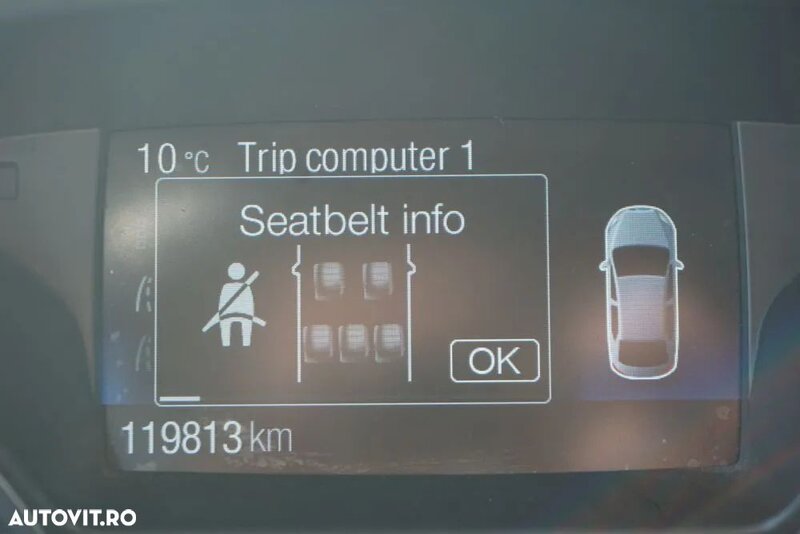 10 °C Trip computer 1
Seatbelt info
OK
119813 km
AUTOVIT.RO